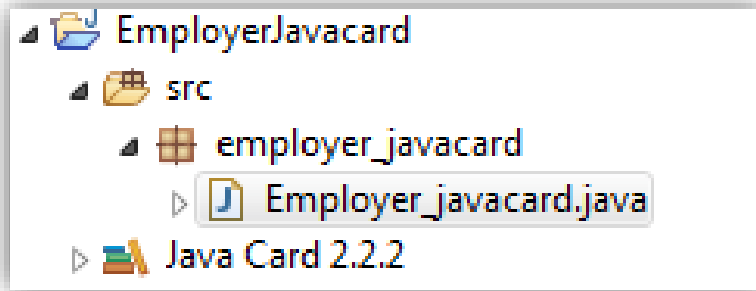 EmployerJavacard
src
employer_javacard
Employer_javacard.java
Java Card 2.2.2